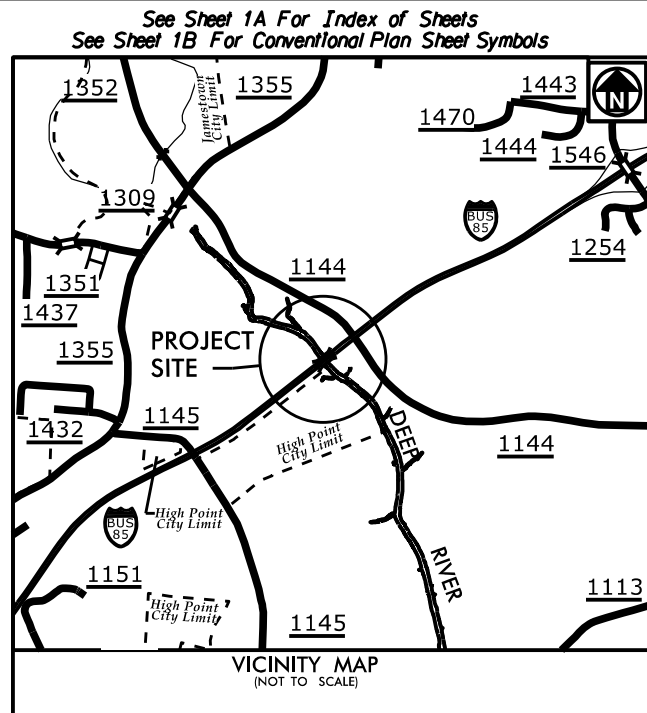 See Sheet 1A For Index of Sheets
See Sheet 1B For Conventional Plan Sheet Symbols
1352
1355
Jamestown
City Limit
1443
1470
1444
1546
N
1309
BUS
85
1254
1144
1351
1437
1355
PROJECT
SITE
1145
1432
High Point
City Limit
DEEP
1144
High Point
City Limit
BUS
85
RIVER
1151
High Point
City Limit
1145
1113
VICINITY MAP
(NOT TO SCALE)